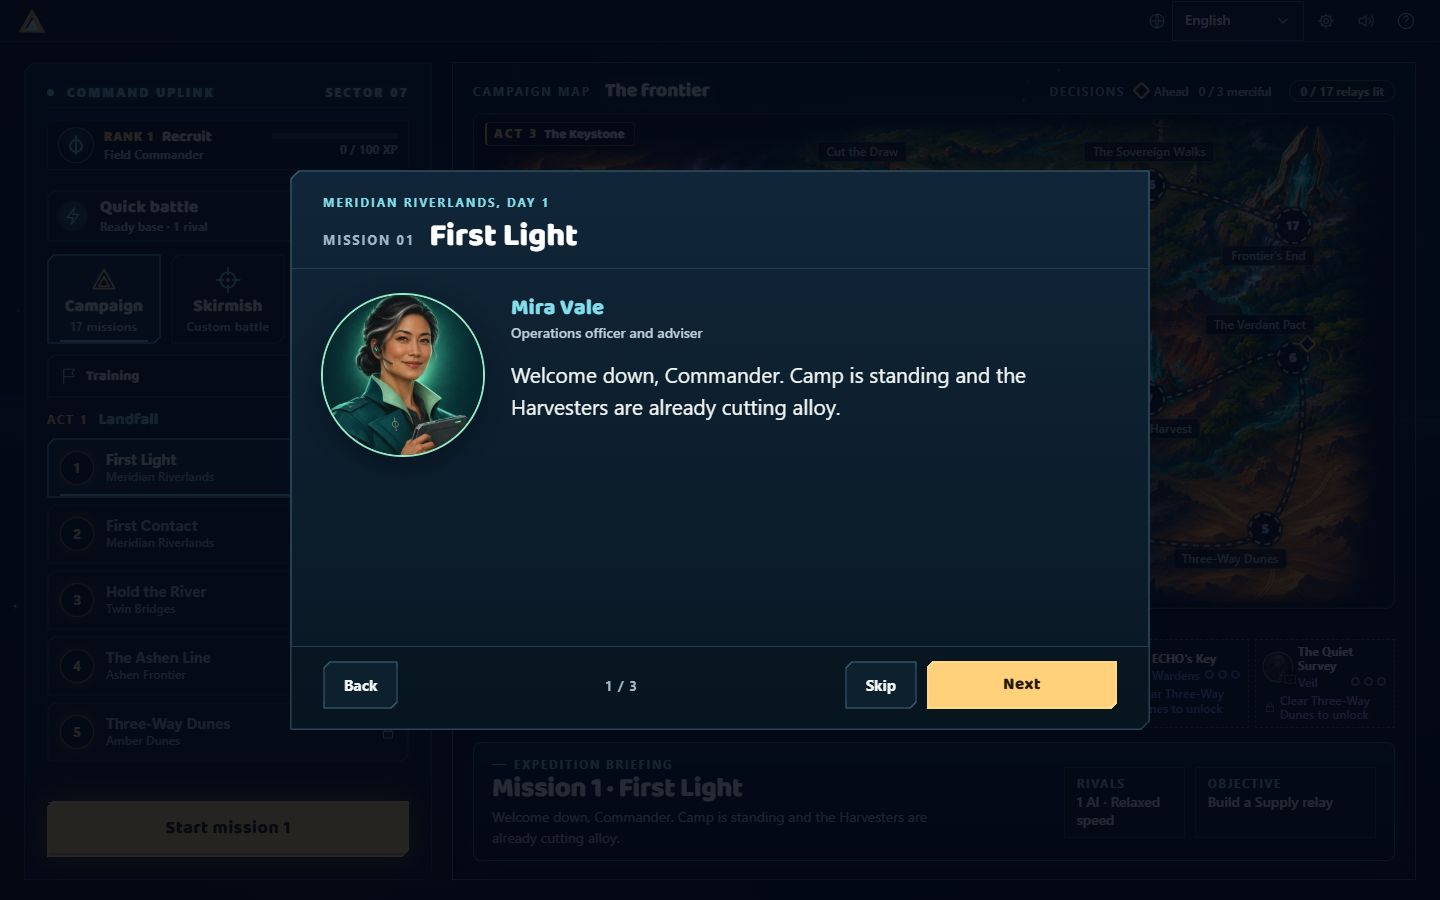 English
COMMAND UPLINK
SECTOR 07
RANK 1 Recruit
Field Commander
0 / 100 XP
Quick battle
Ready base · 1 rival
Campaign
17 missions
Skirmish
Custom battle
Training
ACT 1 Landfall
1
First Light
Meridian Riverlands
2
First Contact
Meridian Riverlands
3
Hold the River
Twin Bridges
4
The Ashen Line
Ashen Frontier
5
Three-Way Dunes
Amber Dunes
Start mission 1
CAMPAIGN MAP The frontier
DECISIONS Ahead 0 / 3 merciful
0 / 17 relays lit
ACT 3 The Keystone
Cut the Draw
The Sovereign Walks
17
Frontier's End
The Verdant Pact
6
Harvest
5
Three-Way Dunes
MERIDIAN RIVERLANDS, DAY 1
MISSION 01 First Light
Mira Vale
Operations officer and adviser
Welcome down, Commander. Camp is standing and the
Harvesters are already cutting alloy.
Back
1 / 3
Skip
Next
ECHO's Key
Wardens
ar Three-Way
nes to unlock
The Quiet
Survey
Veil
Clear Three-Way
Dunes to unlock
EXPEDITION BRIEFING
Mission 1 · First Light
Welcome down, Commander. Camp is standing and the Harvesters are
already cutting alloy.
RIVALS
1 AI · Relaxed
speed
OBJECTIVE
Build a Supply relay